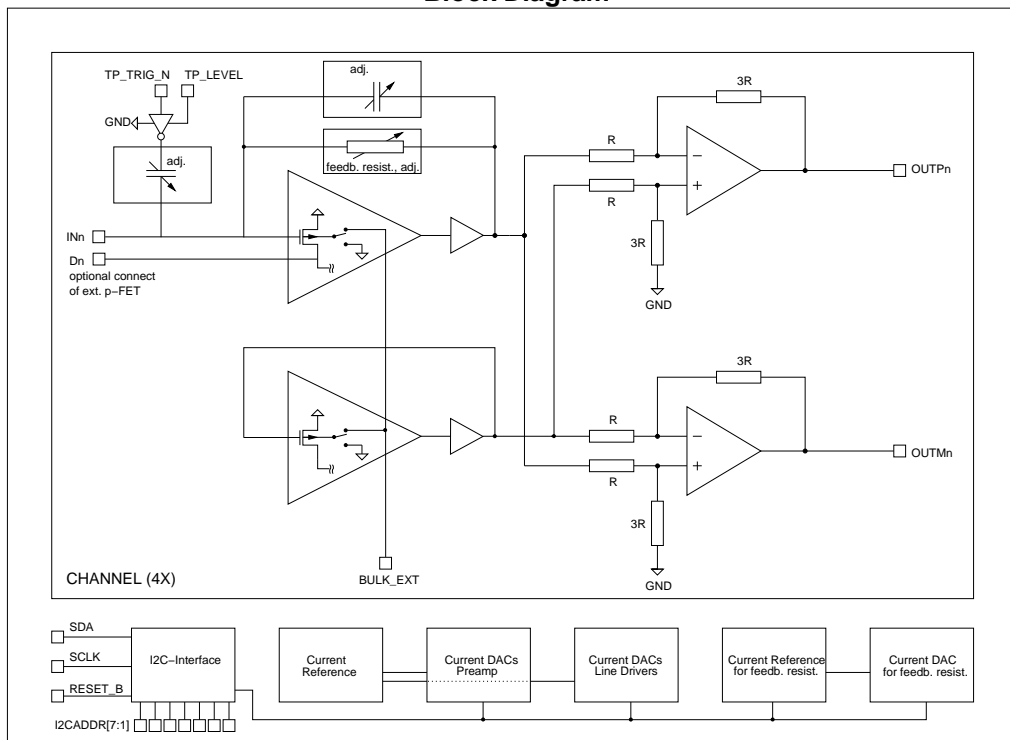 Block Diagram
TP_TRIG_N
TP_LEVEL
GND
adj.
adj.
feedb. resist., adj.
INn
Dn
optional connect
of ext. p−FET
3R
R
−
+
R
3R
GND
OUTPn
3R
R
−
+
R
3R
GND
OUTMn
BULK_EXT
CHANNEL (4X)
SDA
SCLK
RESET_B
I2CADDR[7:1]
I2C−Interface
Current
Reference
Current DACs
Preamp
Current DACs
Line Drivers
Current Reference
for feedb. resist.
Current DAC
for feedb. resist.